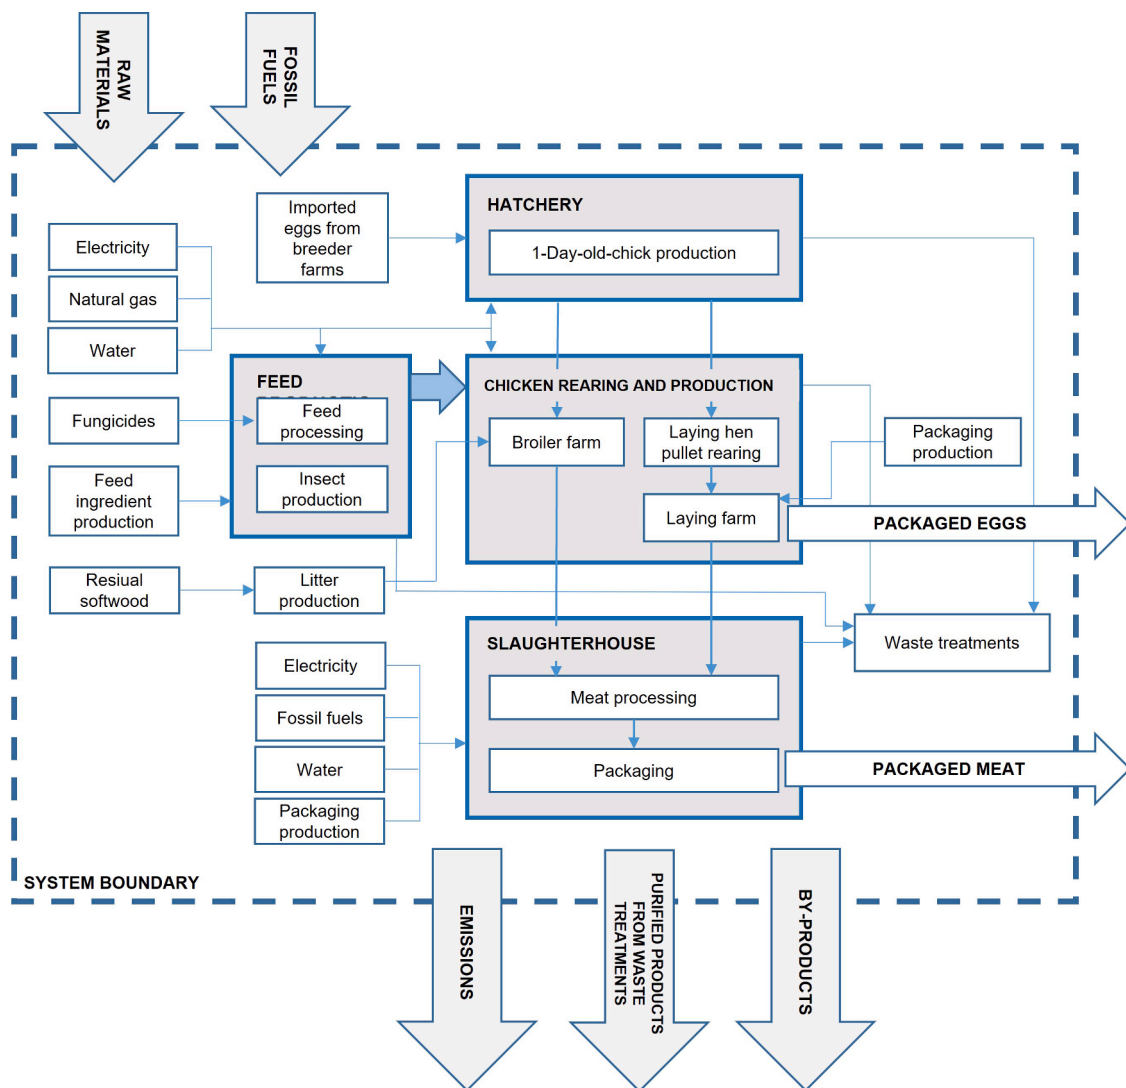 RAW
MATERIALS
FOSSIL
FUELS
Imported
eggs from
breeder
farms
HATCHERY
1-Day-old-chick production
Electricity
Natural gas
Water
FEED
Feed
processing
Insect
production
CHICKEN REARING AND PRODUCTION
Broiler farm
Laying hen
pullet rearing
Laying farm
Packaging
production
PACKAGED EGGS
Fungicides
Feed
ingredient
production
Resiual
softwood
Litter
production
Waste treatments
SLAUGHTERHOUSE
Meat processing
Packaging
PACKAGED MEAT
Electricity
Fossil fuels
Water
Packaging
production
SYSTEM BOUNDARY
EMISSIONS
PURIFIED PRODUCTS
FROM WASTE
TREATMENTS
BY-PRODUCTS